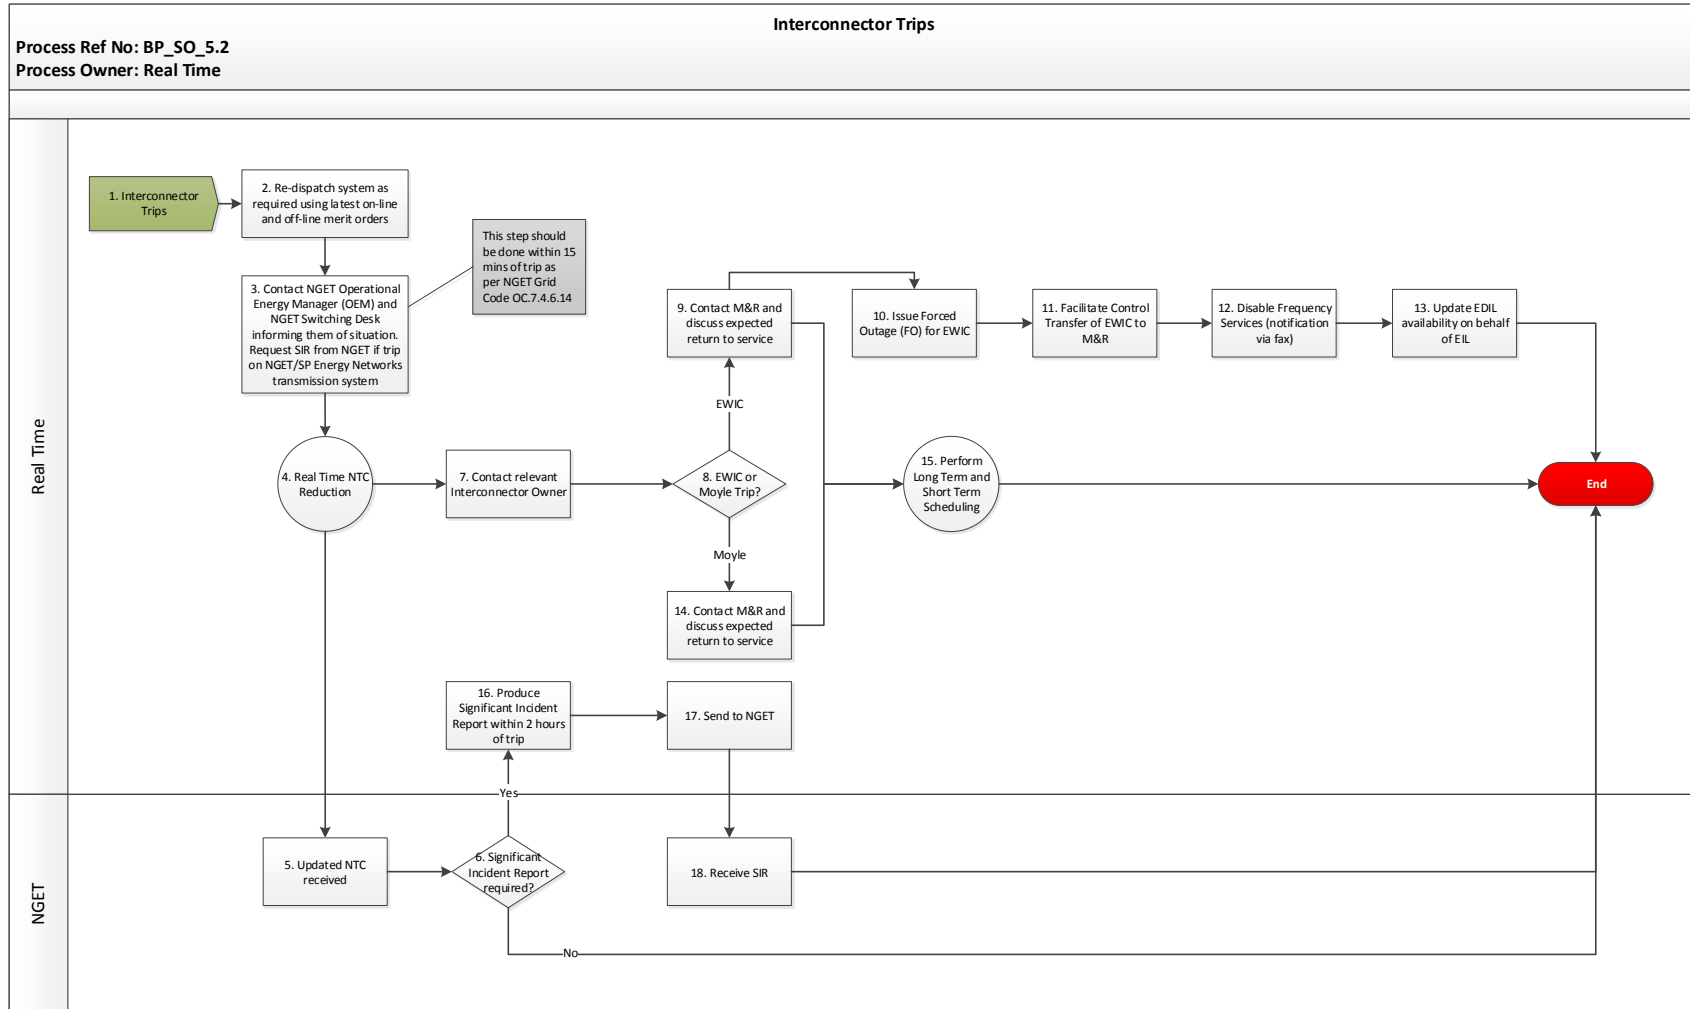 Interconnector Trips
Process Ref No: BP_SO_5.2
Process Owner: Real Time
Real Time
1. Interconnector
Trips
2. Re-dispatch system as
required using latest on-line
and off-line merit orders
This step should
be done within 15
mins of trip as
per NGET Grid
Code OC.7.4.6.14
3. Contact NGET Operational
Energy Manager (OEM) and
NGET Switching Desk
informing them of situation.
Request SIR from NGET if trip
on NGET/SP Energy Networks
transmission system
9. Contact M&R and
discuss expected
return to service
10. Issue Forced
Outage (FO) for EWIC
11. Facilitate Control
Transfer of EWIC to
M&R
12. Disable Frequency
Services (notification
via fax)
13. Update EDIL
availability on behalf
of EIL
EWIC
4. Real Time NTC
Reduction
7. Contact relevant
Interconnector Owner
8. EWIC or
Moyle Trip?
15. Perform
Long Term and
Short Term
Scheduling
End
Moyle
14. Contact M&R and
discuss expected
return to service
16. Produce
Significant Incident
Report within 2 hours
of trip
17. Send to NGET
Yes
NGET
5. Updated NTC
received
6. Significant
Incident Report
required?
18. Receive SIR
No